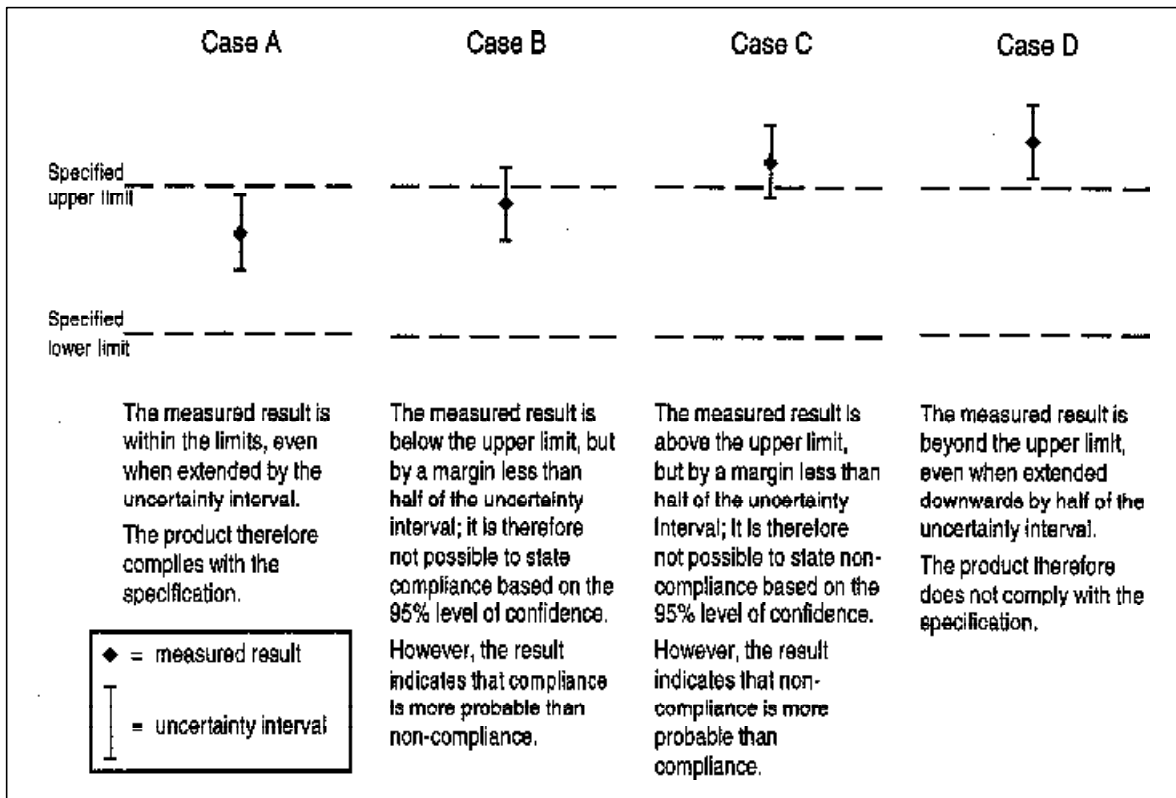 Case A
Case B
Case C
Case D
Specified
upper limit
Specified
lower limit
The measured result is
within the limits, even
when extended by the
uncertainty interval.
The product therefore
complies with the
specification.
◆ = measured result
= uncertainty interval
The measured result is
below the upper limit, but
by a margin less than
half of the uncertainty
interval; it is therefore
not possible to state
compliance based on the
95% level of confidence.
However, the result
indicates that compliance
is more probable than
non-compliance.
The measured result is
above the upper limit,
but by a margin less than
half of the uncertainty
interval; it is therefore
not possible to state non-
compliance based on the
95% level of confidence.
However, the result
indicates that non-
compliance is more
probable than
compliance.
The measured result is
beyond the upper limit,
even when extended
downwards by half of the
uncertainty interval.
The product therefore
does not comply with the
specification.